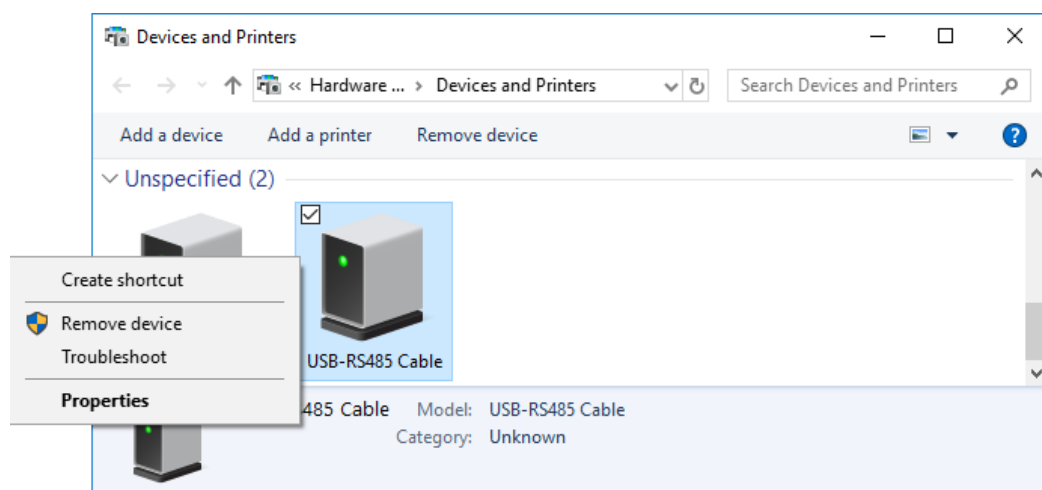 Devices and Printers
« Hardware ... › Devices and Printers
Search Devices and Printers
Add a device Add a printer Remove device
?
Unspecified (2)
Create shortcut
Remove device
Troubleshoot
Properties
USB-RS485 Cable
485 Cable Model: USB-RS485 Cable
Category: Unknown